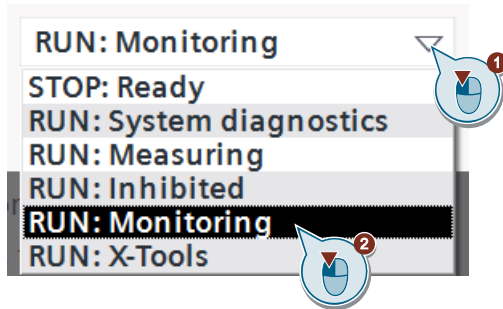 RUN: Monitoring
1
STOP: Ready
RUN: System diagnostics
RUN: Measuring
RUN: Inhibited
RUN: Monitoring
2
RUN: X-Tools